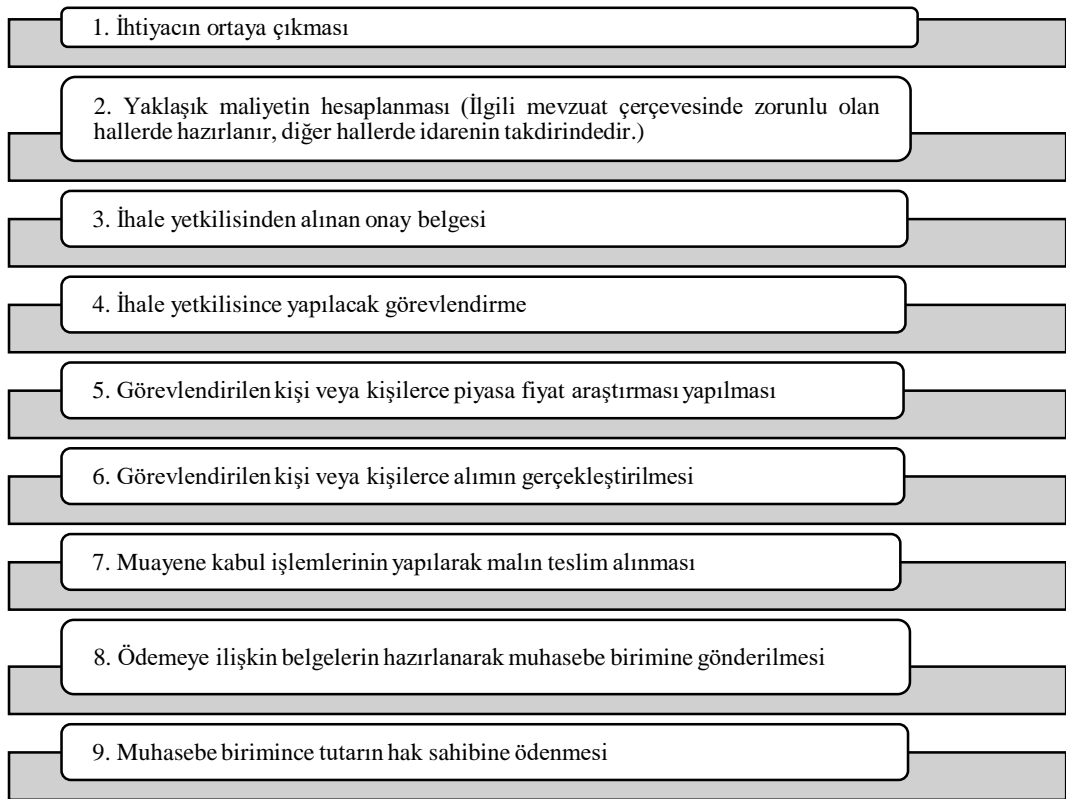 1. İhtiyacın ortaya çıkması
2. Yaklaşık maliyetin hesaplanması (İlgili mevzuat çerçevesinde zorunlu olan
hallerde hazırlanır, diğer hallerde idarenin takdirindedir.)
3. İhale yetkilisinden alınan onay belgesi
4. İhale yetkilisince yapılacak görevlendirme
5. Görevlendirilen kişi veya kişilerce piyasa fiyat araştırması yapılması
6. Görevlendirilen kişi veya kişilerce alımın gerçekleştirilmesi
7. Muayene kabul işlemlerinin yapılarak malın teslim alınması
8. Ödemeye ilişkin belgelerin hazırlanarak muhasebe birimine gönderilmesi
9. Muhasebe birimince tutarın hak sahibine ödenmesi